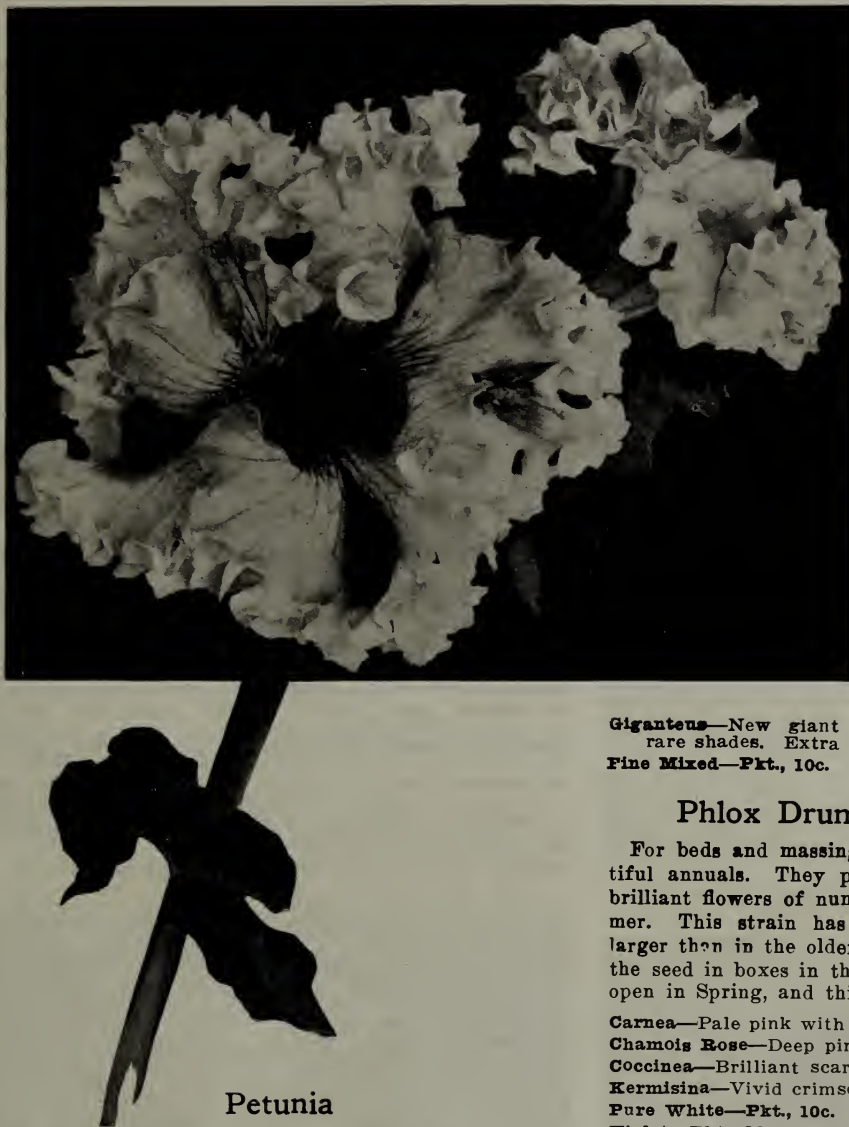 Giganteus—New giant
rare shades. Extra
Fine Mixed—Pkt., 10c.
Phlox Drum
For beds and massing
tiful annuals. They p
brilliant flowers of num
mer. This strain has
larger than in the older
the seed in boxes in th
open in Spring, and thi
Carnea—Pale pink with
Chamois Rose—Deep pin
Coccinea—Brilliant scar
Kermisina—Vivid crimso
Pure White—Pkt., 10c.
Petunia